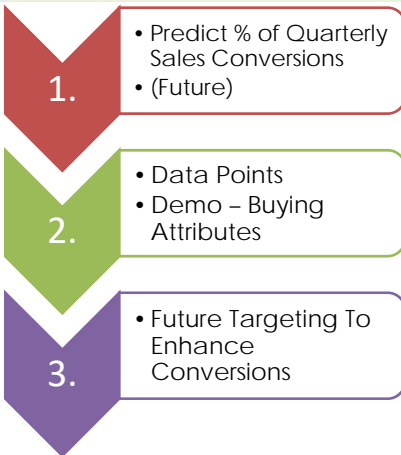 1.
• Predict % of Quarterly
Sales Conversions
• (Future)
2.
• Data Points
• Demo – Buying
Attributes
3.
• Future Targeting To
Enhance
Conversions